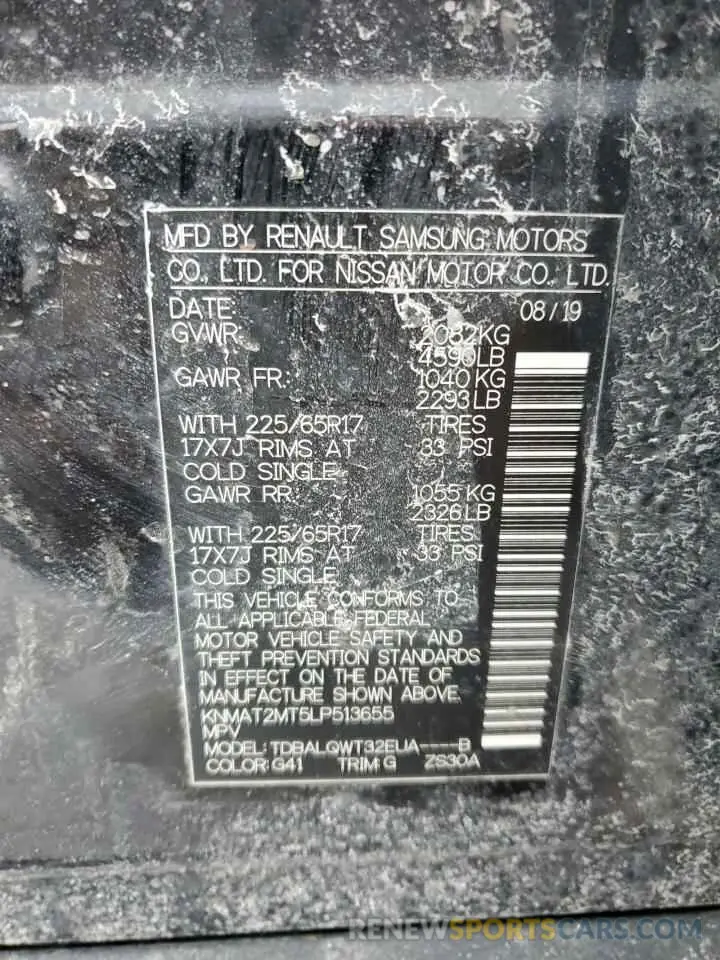 MFD BY RENAULT SAMSUNG MOTORS
CO., LTD. FOR NISSAN MOTOR CO., LTD.
DATE: 08/19
GVWR: 2082KG
4590LB
GAWR FR: 1040KG
2293LB
WITH 225/65R17 TIRES
17X7J RIMS AT 33 PSI
COLD SINGLE
GAWR RR: 1055KG
2326LB
WITH 225/65R17 TIRES
17X7J RIMS AT 33 PSI
COLD SINGLE
THIS VEHICLE CONFORMS TO
ALL APPLICABLE FEDERAL
MOTOR VEHICLE SAFETY AND
THEFT PREVENTION STANDARDS
IN EFFECT ON THE DATE OF
MANUFACTURE SHOWN ABOVE.
KNMAT2MT5LP513655
MPV
MODEL: TDBALQWT32EUA----B
COLOR: G41 TRIM: G ZS30A
RENEWSPORTSCARS.COM